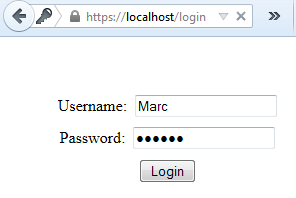 https://localhost/login
Username: Marc
Password: ••••••
Login